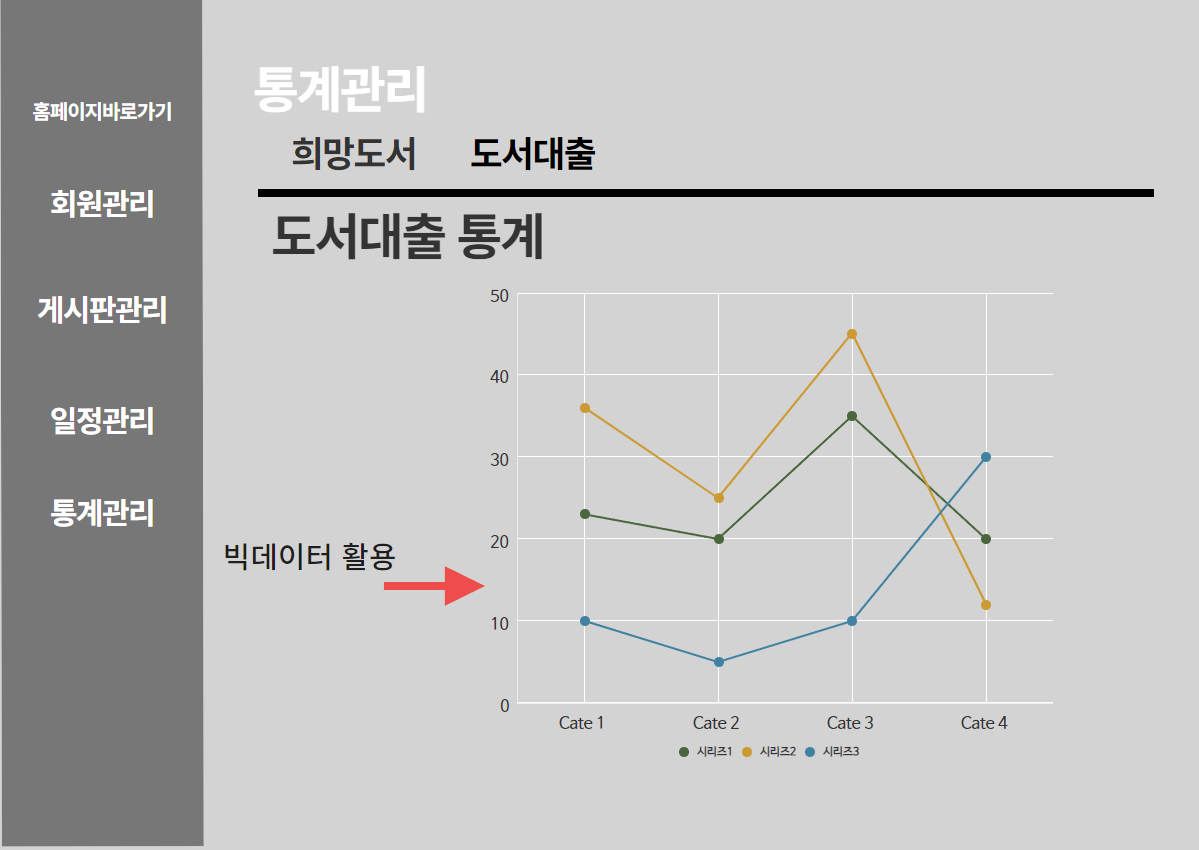 홈페이지바로가기
회원관리
게시판관리
일정관리
통계관리
통계관리
희망도서 도서대출
도서대출 통계
빅데이터 활용
50
40
30
20
10
0
Cate 1 Cate 2 Cate 3 Cate 4
시리즈1 시리즈2 시리즈3